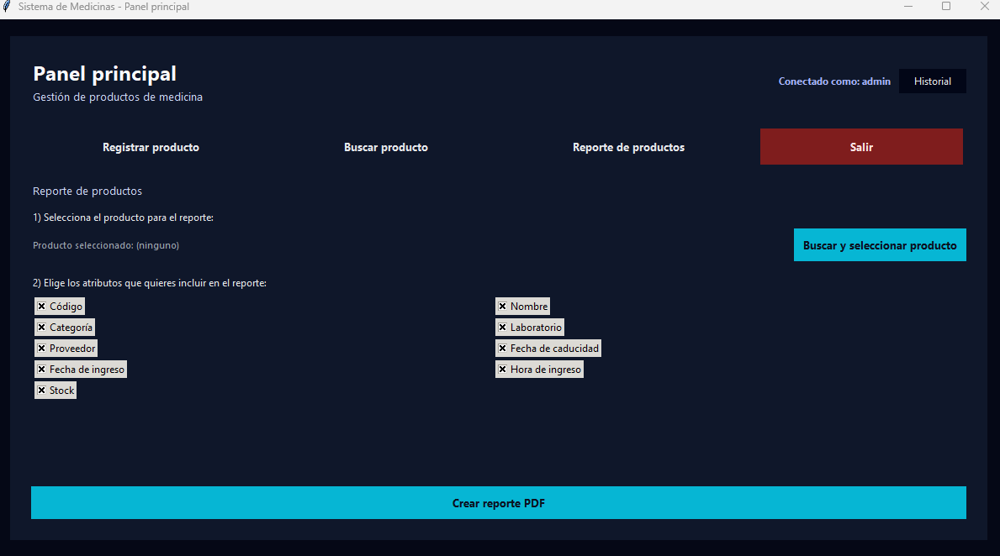 Sistema de Medicinas - Panel principal
Panel principal
Gestión de productos de medicina
Conectado como: admin
Historial
Registrar producto
Buscar producto
Reporte de productos
Salir
Reporte de productos
1) Selecciona el producto para el reporte:
Producto seleccionado: (ninguno)
Buscar y seleccionar producto
2) Elige los atributos que quieres incluir en el reporte:
Código
Nombre
Categoría
Laboratorio
Proveedor
Fecha de caducidad
Fecha de ingreso
Hora de ingreso
Stock
Crear reporte PDF